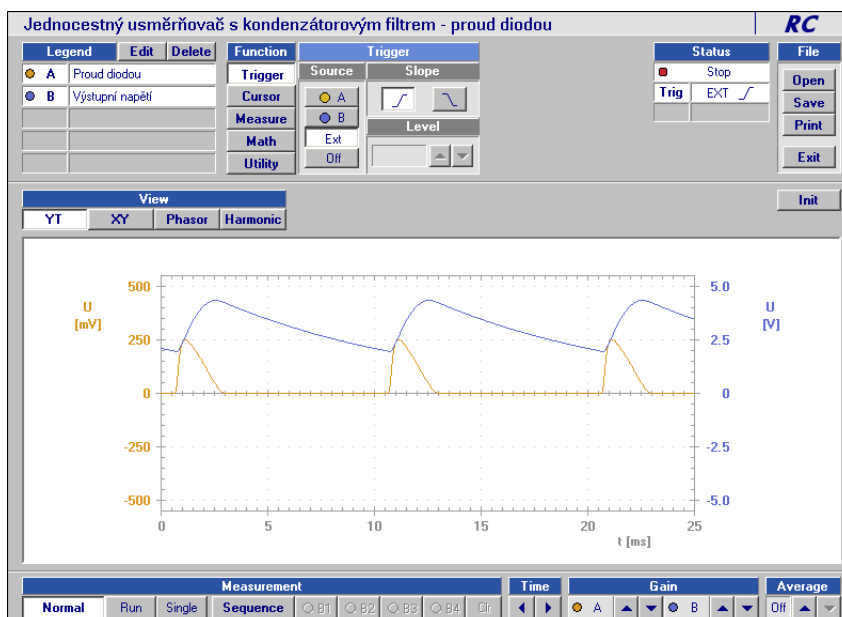 Jednocestný usměrňovač s kondenzátorovým filtrem - proud diodou RC
Legend Edit Delete Function Trigger Status File
A Proud diodou Trigger Source Slope Stop Open
B Výstupní napětí Cursor A Trig EXT Save
Measure B Level Print
Math Ext
Utility Off Exit
View Init
YT XY Phasor Harmonic
500 5.0
U U
[mV] [V]
250 2.5
0 0
-250 -2.5
-500 -5.0
0 5 10 15 20 25
t [ms]
Measurement Time Gain Average
Normal Run Single Sequence B1 B2 B3 B4 Clr A B Off